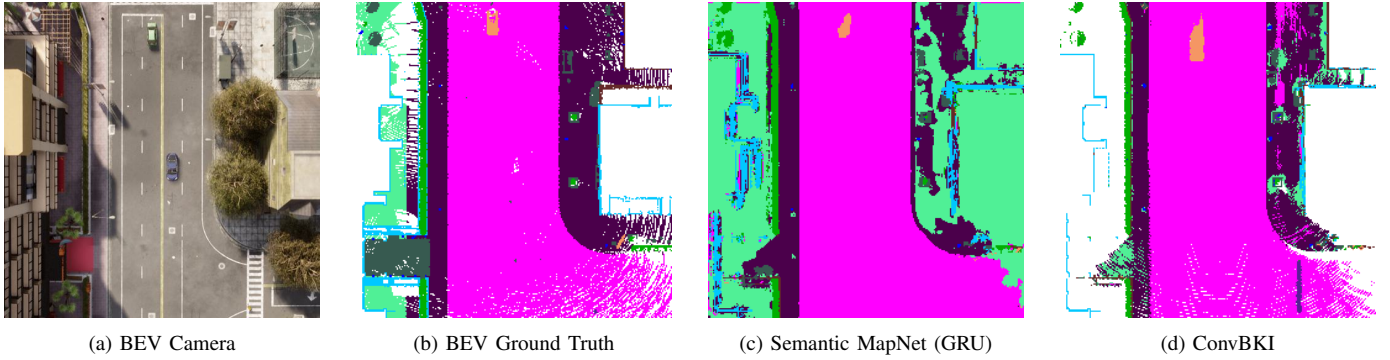 (a) BEV Camera
(b) BEV Ground Truth
(c) Semantic MapNet (GRU)
(d) ConvBKI